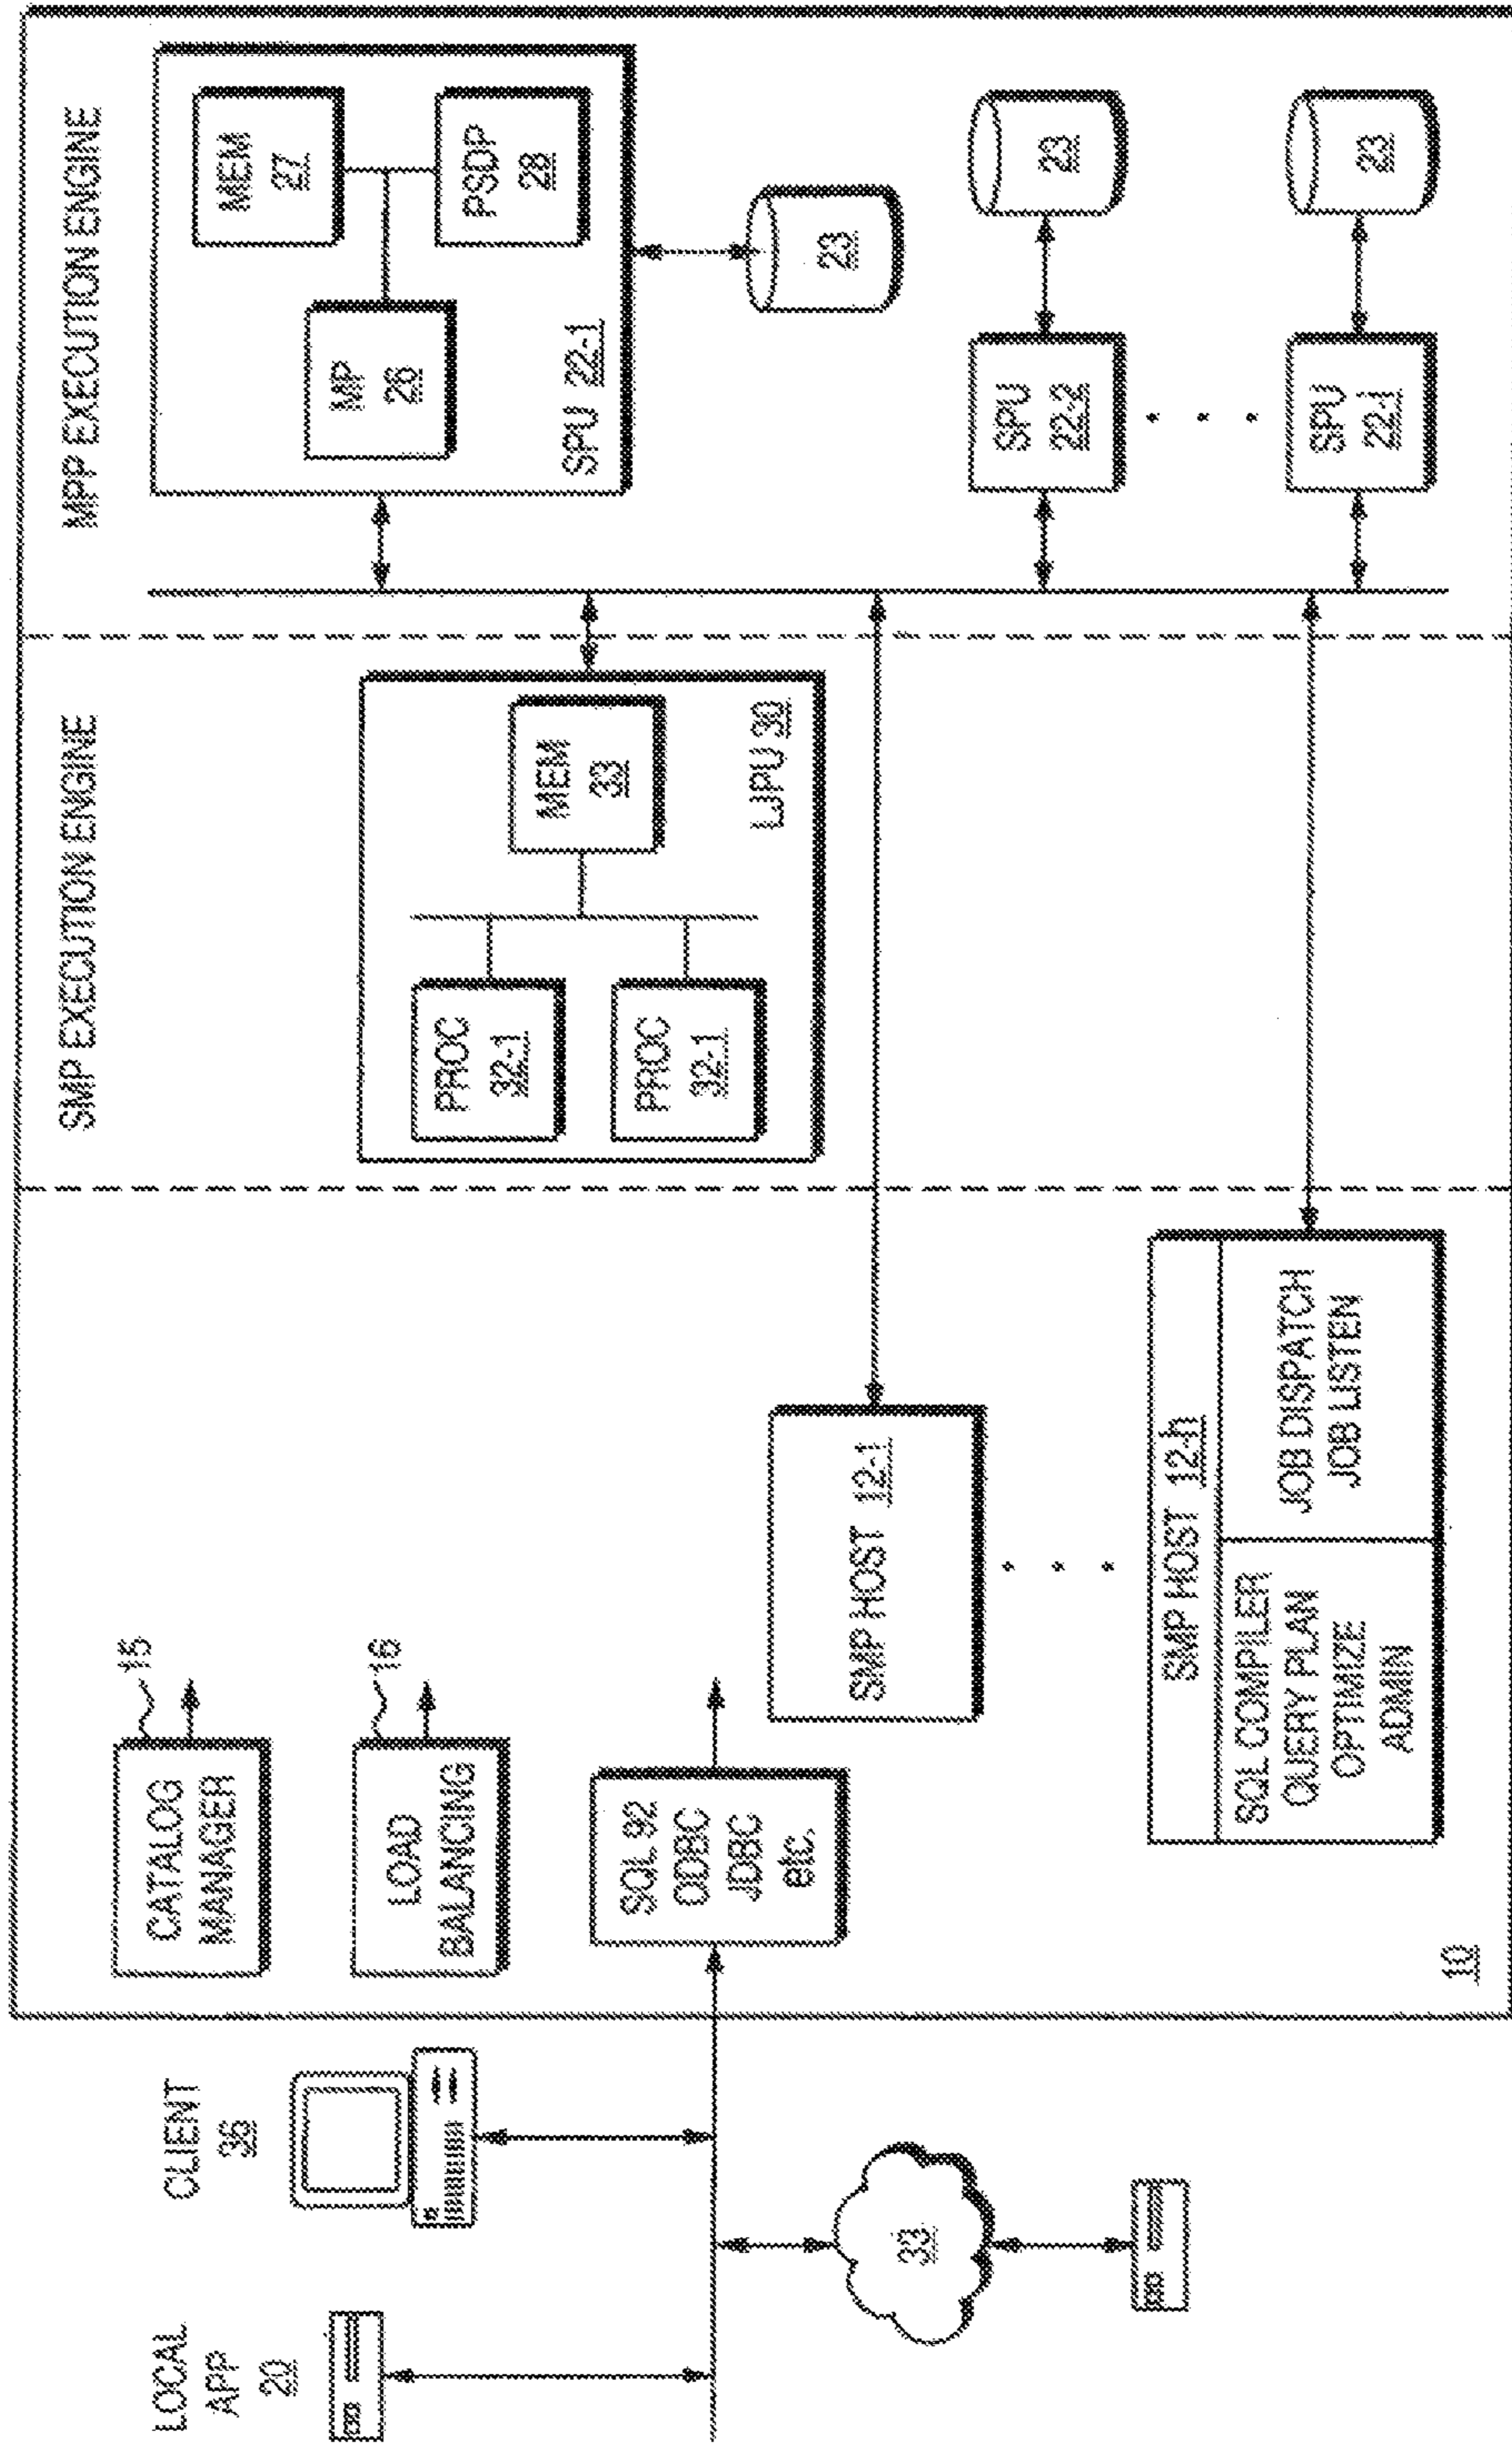 LOCAL
APP
20
CLIENT
36
33
10
CATALOG
MANAGER
15
LOAD
BALANCING
16
SQL 92
ODBC
JDBC
etc.
SMP HOST 12-1
SMP HOST 12-h
SQL COMPILER
QUERY PLAN
OPTIMIZE
ADMIN
JOB DISPATCH
JOB LISTEN
SMP EXECUTION ENGINE
PROC
32-1
PROC
32-1
MEM
33
LJPU 30
MPP EXECUTION ENGINE
MP
26
MEM
27
PSDP
28
SPU 22-1
23
SPU
22-2
23
SPU
22-i
23